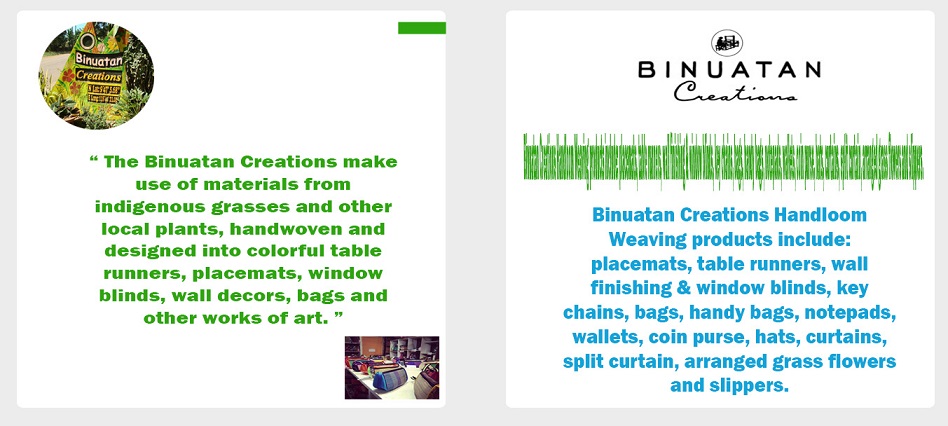 Binuatan
Creations
“ The Binuatan Creations make
use of materials from
indigenous grasses and other
local plants, handwoven and
designed into colorful table
runners, placemats, window
blinds, wall decors, bags and
other works of art. ”
BINUATAN
Creations
Binuatan Creations Handloom
Weaving products include:
placemats, table runners, wall
finishing & window blinds, key
chains, bags, handy bags, notepads,
wallets, coin purse, hats, curtains,
split curtain, arranged grass flowers
and slippers.